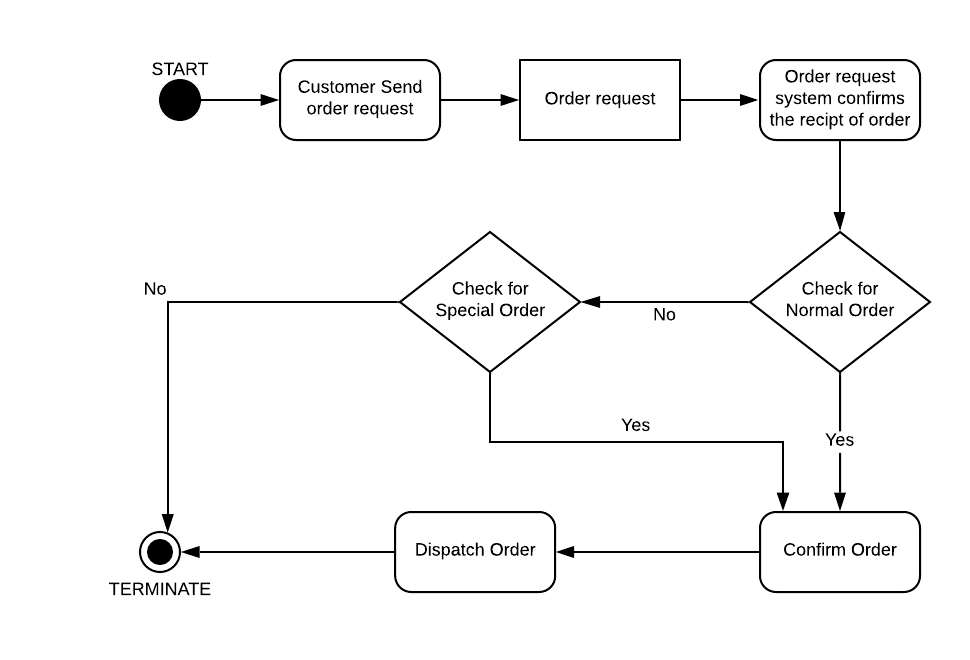 START
Customer Send
order request
Order request
Order request
system confirms
the recipt of order
No
Check for
Special Order
No
Check for
Normal Order
Yes
Yes
TERMINATE
Dispatch Order
Confirm Order